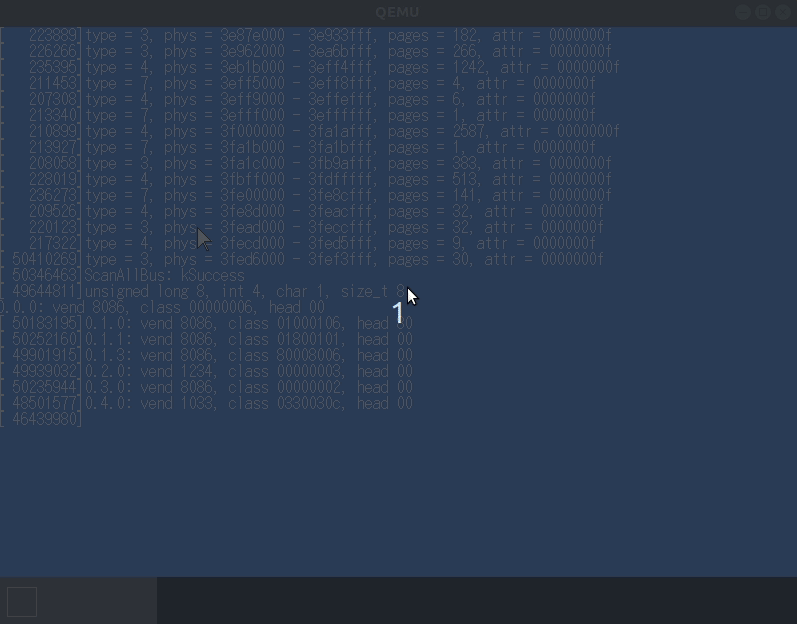 QEMU
[ 223889]type = 3, phys = 3e87e000 - 3e933fff, pages = 182, attr = 0000000f
[ 226266]type = 3, phys = 3e962000 - 3ea6bfff, pages = 266, attr = 0000000f
[ 235395]type = 4, phys = 3eb1b000 - 3eff4fff, pages = 1242, attr = 0000000f
[ 211453]type = 7, phys = 3eff5000 - 3eff8fff, pages = 4, attr = 0000000f
[ 207308]type = 4, phys = 3eff9000 - 3effefff, pages = 6, attr = 0000000f
[ 213340]type = 7, phys = 3efff000 - 3effffff, pages = 1, attr = 0000000f
[ 210899]type = 4, phys = 3f000000 - 3fa1afff, pages = 2587, attr = 0000000f
[ 213927]type = 7, phys = 3fa1b000 - 3fa1bfff, pages = 1, attr = 0000000f
[ 208059]type = 3, phys = 3fa1c000 - 3fb9afff, pages = 383, attr = 0000000f
[ 228019]type = 4, phys = 3fbff000 - 3fdfffff, pages = 513, attr = 0000000f
[ 236273]type = 7, phys = 3fe00000 - 3fe8cfff, pages = 141, attr = 0000000f
[ 209526]type = 4, phys = 3fe8d000 - 3feacfff, pages = 32, attr = 0000000f
[ 220123]type = 3, phys = 3fead000 - 3feccfff, pages = 32, attr = 0000000f
[ 217322]type = 4, phys = 3fecd000 - 3fed5fff, pages = 9, attr = 0000000f
[ 50410269]type = 3, phys = 3fed6000 - 3fef3fff, pages = 30, attr = 0000000f
[ 50346463]ScanAllBus: kSuccess
[ 49644811]unsigned long 8, int 4, char 1, size_t 8
0.0.0: vend 8086, class 00000006, head 00
[ 50183195]0.1.0: vend 8086, class 01000106, head 00
[ 50252160]0.1.1: vend 8086, class 01800101, head 00
[ 49901915]0.1.3: vend 8086, class 80008006, head 00
[ 49939032]0.2.0: vend 1234, class 00000003, head 00
[ 50235944]0.3.0: vend 8086, class 00000002, head 00
[ 48501577]0.4.0: vend 1033, class 0330030c, head 00
[ 46439980]
1